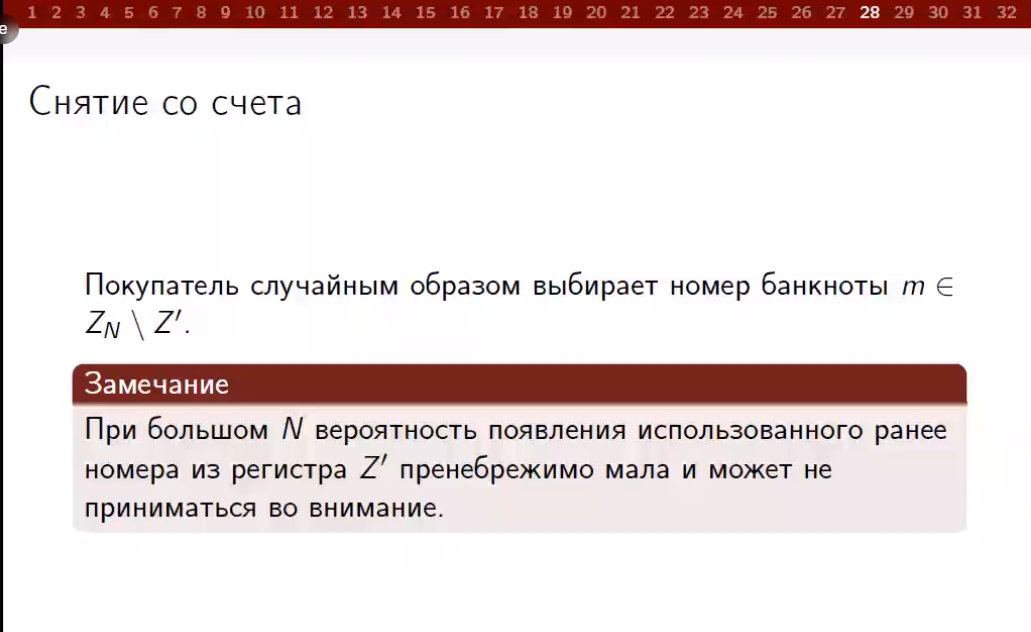 1 2 3 4 5 6 7 8 9 10 11 12 13 14 15 16 17 18 19 20 21 22 23 24 25 26 27 28 29 30 31 32
е
Снятие со счета
Покупатель случайным образом выбирает номер банкноты m ∈
Z_N \ Z′.
Замечание
При большом N вероятность появления использованного ранее
номера из регистра Z′ пренебрежимо мала и может не
приниматься во внимание.